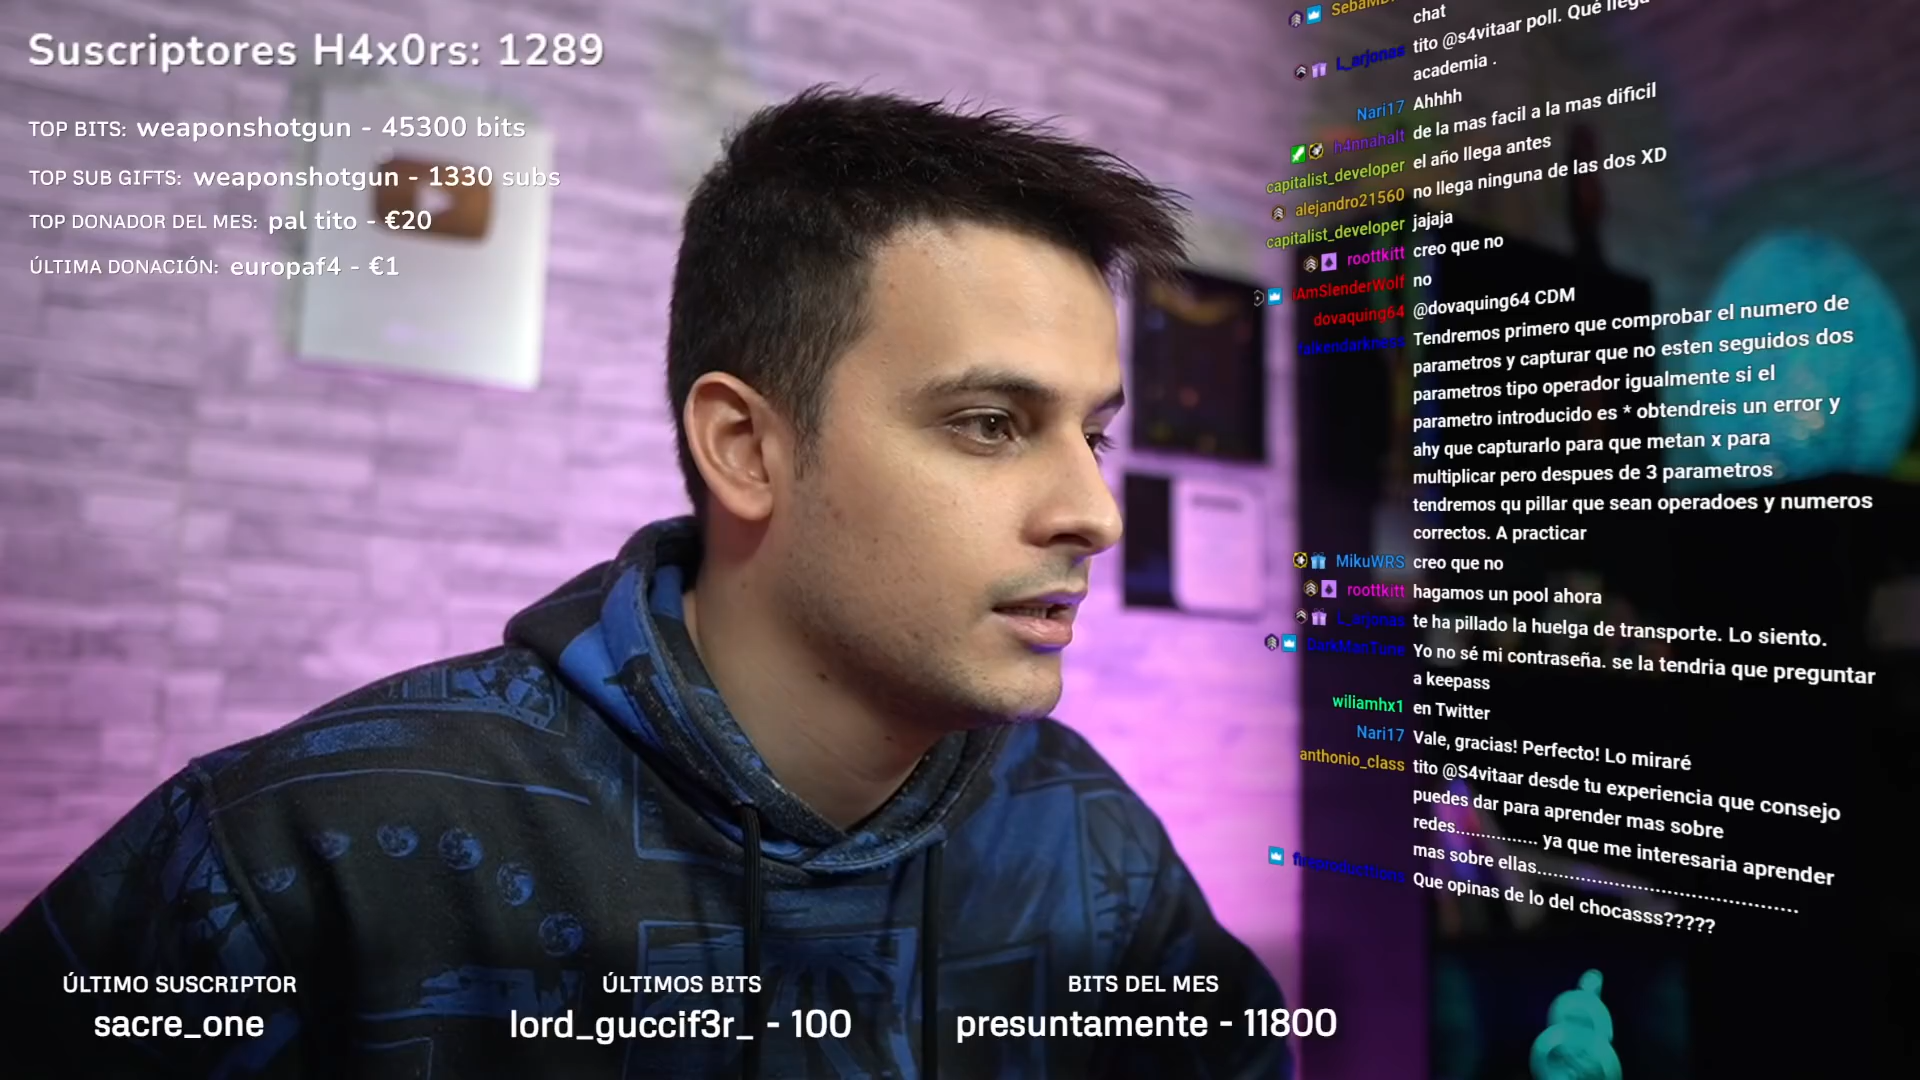 Suscriptores H4x0rs: 1289
TOP BITS: weaponshotgun - 45300 bits
TOP SUB GIFTS: weaponshotgun - 1330 subs
TOP DONADOR DEL MES: pal tito - €20
ÚLTIMA DONACIÓN: europaf4 - €1
chat
L_arjonas tito @s4vitaar poll. Qué llega
academia .
Nari17 Ahhhh
h4nnahalt de la mas facil a la mas dificil
capitalist_developer el año llega antes
alejandro21560 no llega ninguna de las dos XD
capitalist_developer jajaja
roottkitt creo que no
iAmSlenderWolf no
dovaquing64 @dovaquing64 CDM
falkendarkness Tendremos primero que comprobar el numero de
parametros y capturar que no esten seguidos dos
parametros tipo operador igualmente si el
parametro introducido es * obtendreis un error y
ahy que capturarlo para que metan x para
multiplicar pero despues de 3 parametros
tendremos qu pillar que sean operadoes y numeros
correctos. A practicar
MikuWRS creo que no
roottkitt hagamos un pool ahora
L_arjonas te ha pillado la huelga de transporte. Lo siento.
DarkManTune Yo no sé mi contraseña. se la tendria que preguntar
a keepass
wiliamhx1 en Twitter
Nari17 Vale, gracias! Perfecto! Lo miraré
anthonio_class tito @S4vitaar desde tu experiencia que consejo
puedes dar para aprender mas sobre
redes............... ya que me interesaria aprender
mas sobre ellas................................................
fireproducttions Que opinas de lo del chocasss?????
ÚLTIMO SUSCRIPTOR
sacre_one
ÚLTIMOS BITS
lord_guccif3r_ - 100
BITS DEL MES
presuntamente - 11800